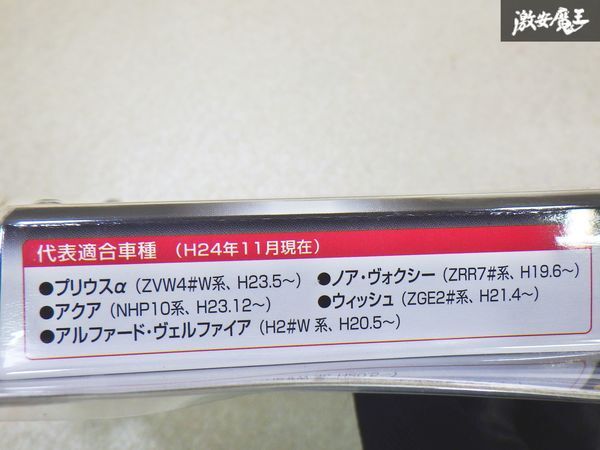 激安魔王
代表適合車種 (H24年11月現在)
●プリウスα(ZVW4#W系、H23.5～) ●ノア・ヴォクシー(ZRR7#系、H19.6～)
●アクア(NHP10系、H23.12～) ●ウィッシュ(ZGE2#系、H21.4～)
●アルファード・ヴェルファイア(H2#W系、H20.5～)